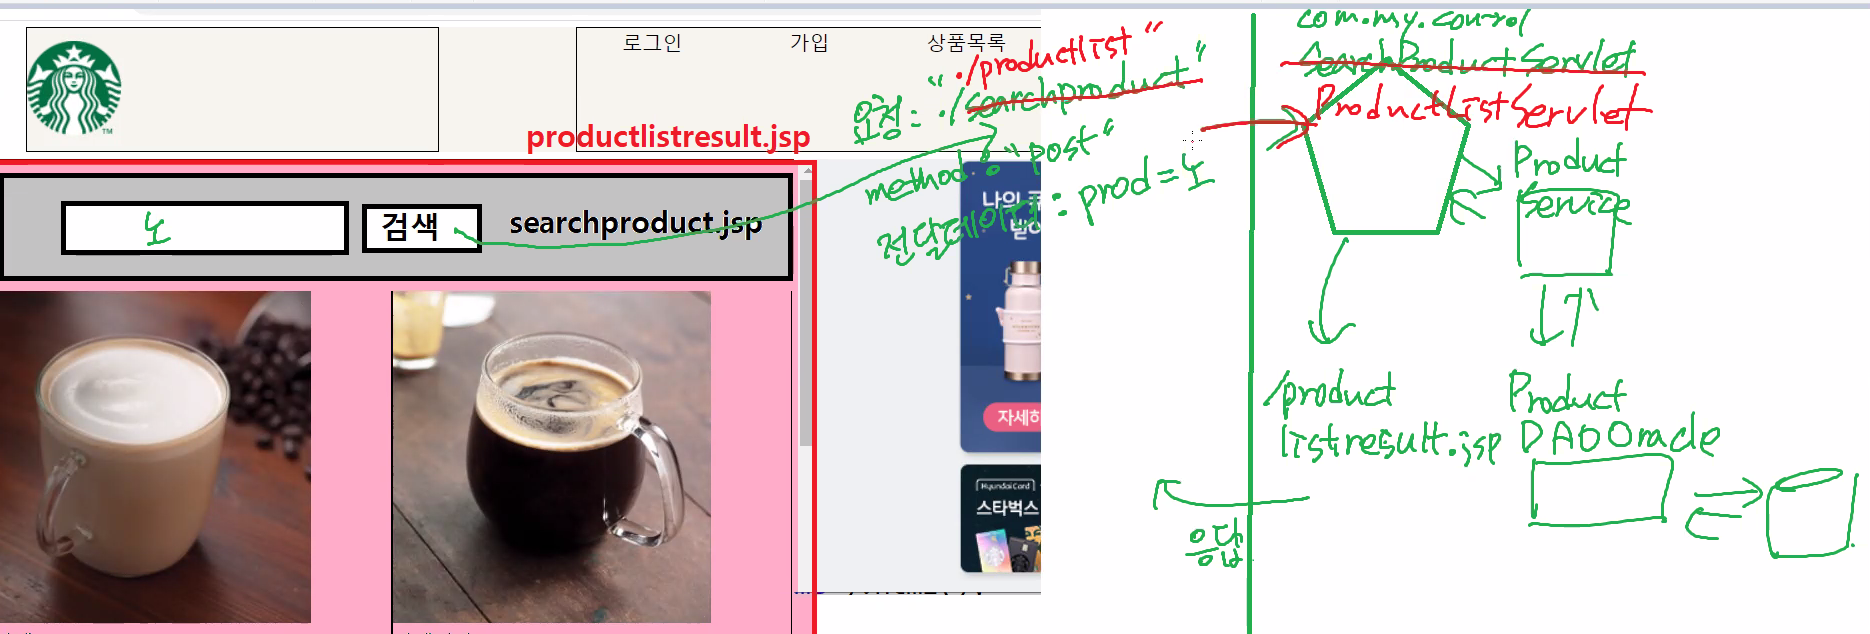 로그인
가입
상품목록
productlistresult.jsp
노
검색
searchproduct.jsp
"./productlist"
요청: "./searchproduct"
method: "post"
전달데이터: prod=노
나의
자세히
HyundaiCard
스타벅스
com.my.control
SearchProductServlet
ProductListServlet
Product
Service
/product
listresult.jsp
Product
DAOOracle
응답